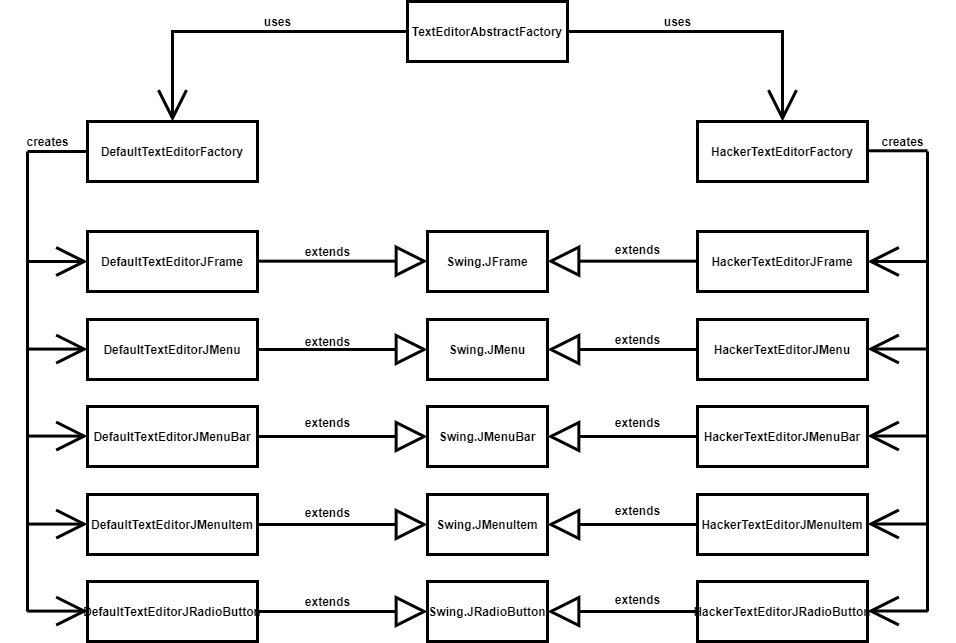 uses
TextEditorAbstractFactory
uses
creates
DefaultTextEditorFactory
HackerTextEditorFactory
creates
DefaultTextEditorJFrame
extends
Swing.JFrame
extends
HackerTextEditorJFrame
DefaultTextEditorJMenu
extends
Swing.JMenu
extends
HackerTextEditorJMenu
DefaultTextEditorJMenuBar
extends
Swing.JMenuBar
extends
HackerTextEditorJMenuBar
DefaultTextEditorJMenuItem
extends
Swing.JMenuItem
extends
HackerTextEditorJMenuItem
DefaultTextEditorJRadioButton
extends
Swing.JRadioButton
extends
HackerTextEditorJRadioButton